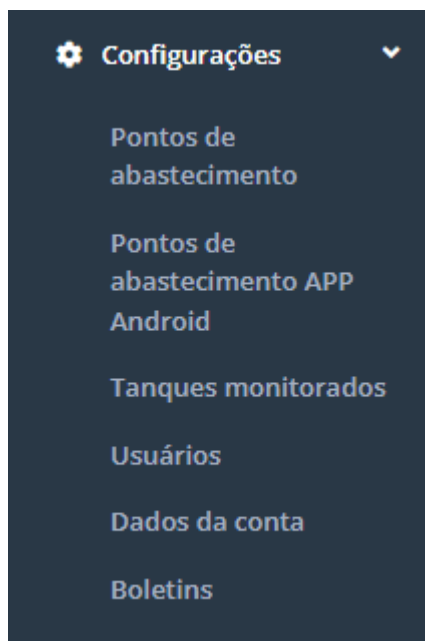 Configurações
Pontos de
abastecimento
Pontos de
abastecimento APP
Android
Tanques monitorados
Usuários
Dados da conta
Boletins